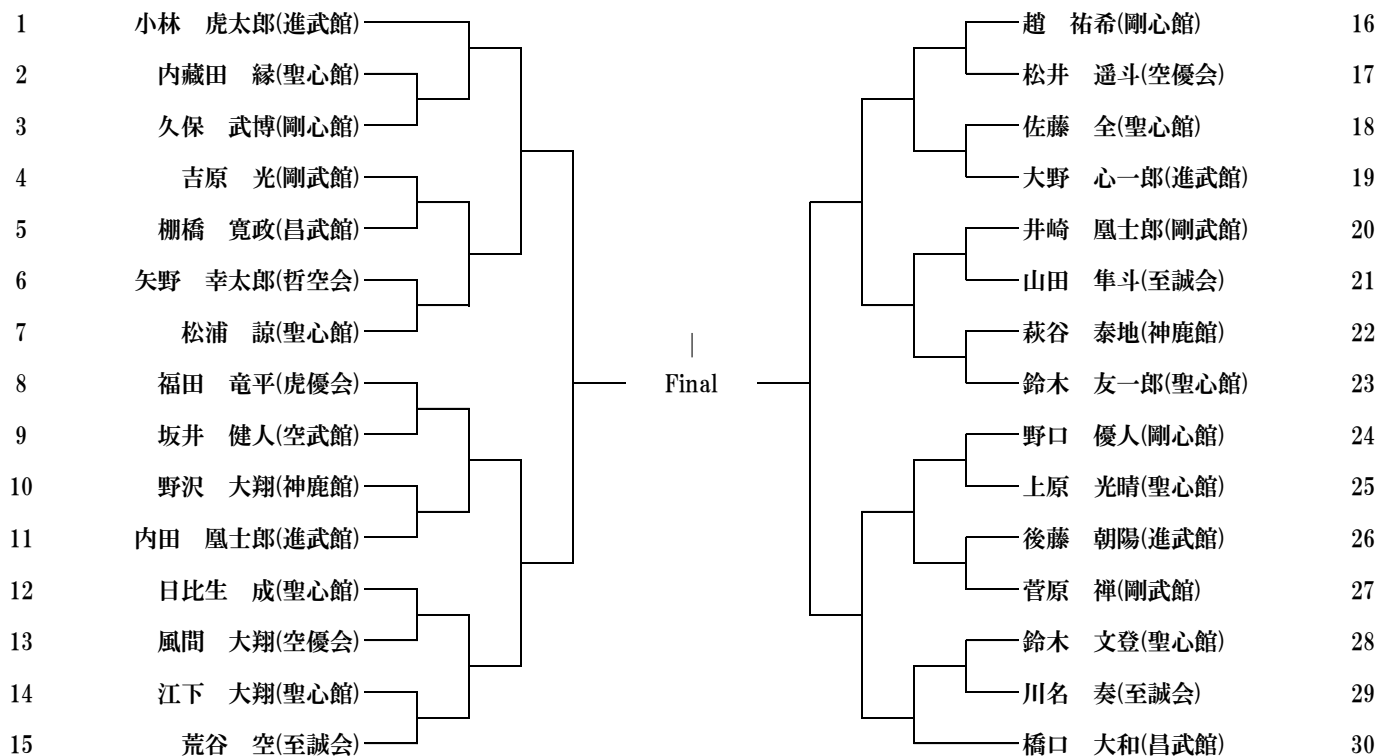 1 小林　虎太郎(進武館)
2 内藏田　縁(聖心館)
3 久保　武博(剛心館)
4 吉原　光(剛武館)
5 棚橋　寛政(昌武館)
6 矢野　幸太郎(哲空会)
7 松浦　諒(聖心館)
8 福田　竜平(虎優会)
9 坂井　健人(空武館)
10 野沢　大翔(神鹿館)
11 内田　凰士郎(進武館)
12 日比生　成(聖心館)
13 風間　大翔(空優会)
14 江下　大翔(聖心館)
15 荒谷　空(至誠会)
|
Final
趙　祐希(剛心館) 16
松井　遥斗(空優会) 17
佐藤　全(聖心館) 18
大野　心一郎(進武館) 19
井崎　凰士郎(剛武館) 20
山田　隼斗(至誠会) 21
萩谷　泰地(神鹿館) 22
鈴木　友一郎(聖心館) 23
野口　優人(剛心館) 24
上原　光晴(聖心館) 25
後藤　朝陽(進武館) 26
菅原　禅(剛武館) 27
鈴木　文登(聖心館) 28
川名　奏(至誠会) 29
橋口　大和(昌武館) 30